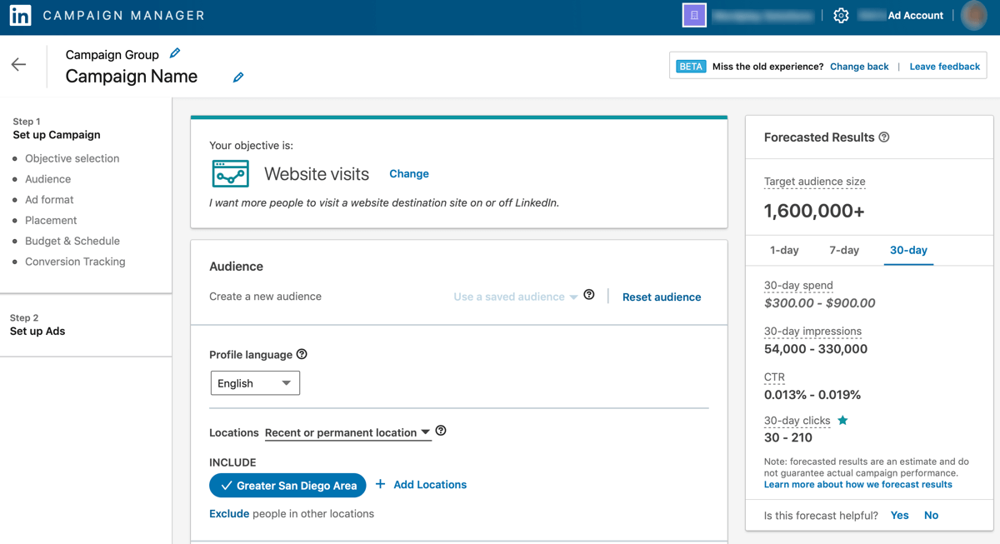 in CAMPAIGN MANAGER
Ad Account
Campaign Group
Campaign Name
BETA Miss the old experience? Change back | Leave feedback
Step 1
Set up Campaign
Objective selection
Audience
Ad format
Placement
Budget & Schedule
Conversion Tracking
Step 2
Set up Ads
Your objective is:
Website visits Change
I want more people to visit a website destination site on or off LinkedIn.
Audience
Create a new audience Use a saved audience Reset audience
Profile language
English
Locations Recent or permanent location
INCLUDE
Greater San Diego Area + Add Locations
Exclude people in other locations
Forecasted Results
Target audience size
1,600,000+
1-day 7-day 30-day
30-day spend
$300.00 - $900.00
30-day impressions
54,000 - 330,000
CTR
0.013% - 0.019%
30-day clicks
30 - 210
Note: forecasted results are an estimate and do
not guarantee actual campaign performance.
Learn more about how we forecast results
Is this forecast helpful? Yes No